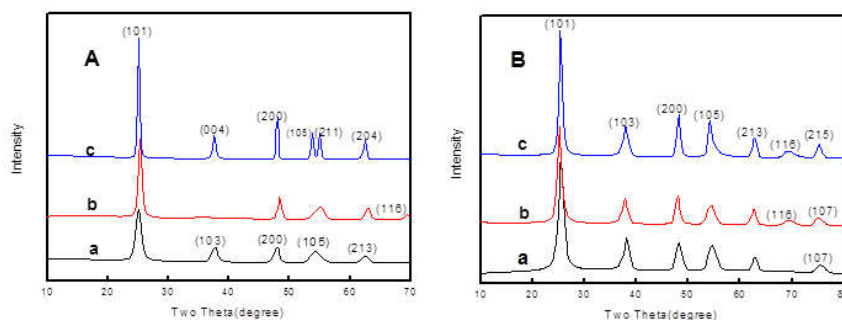 A
Intensity
(101)
(004)
(200)
(105)
(211)
(204)
c
b
(116)
a
(103)
(200)
(105)
(213)
10 20 30 40 50 60 70
Two Theta(degree)
B
Intensity
(101)
(103)
(200)
(105)
(213)
(116)
(215)
c
b
(116)
(107)
a
(107)
10 20 30 40 50 60 70 80
Two Theta(degree)